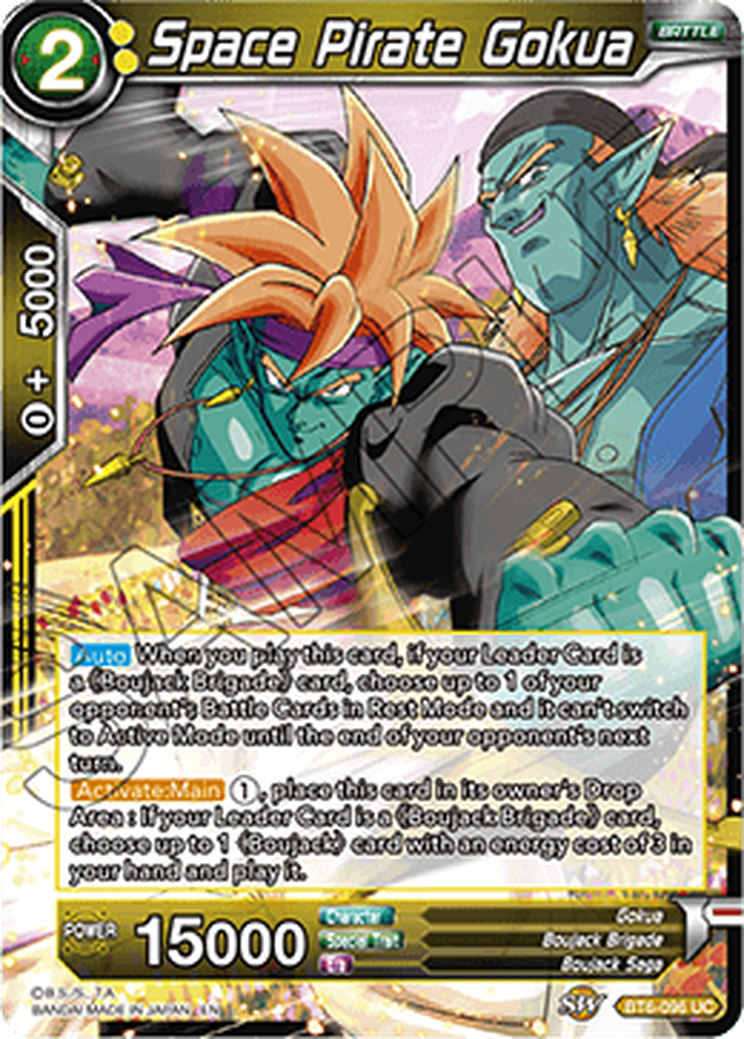 2
Space Pirate Gokua
BATTLE
0 + 5000
Auto When you play this card, if your Leader Card is
a 《Boujack Brigade》 card, choose up to 1 of your
opponent's Battle Cards in Rest Mode and it can't switch
to Active Mode until the end of your opponent's next
turn.
Activate:Main ①, place this card in its owner's Drop
Area : If your Leader Card is a 《Boujack Brigade》 card,
choose up to 1 《Boujack》 card with an energy cost of 3 in
your hand and play it.
POWER 15000
Character Gokua
Special Trait Boujack Brigade
Era Boujack Saga
©B.S./S., T.A.
BANDAI MADE IN JAPAN
EN
SW
BT6-096 UC